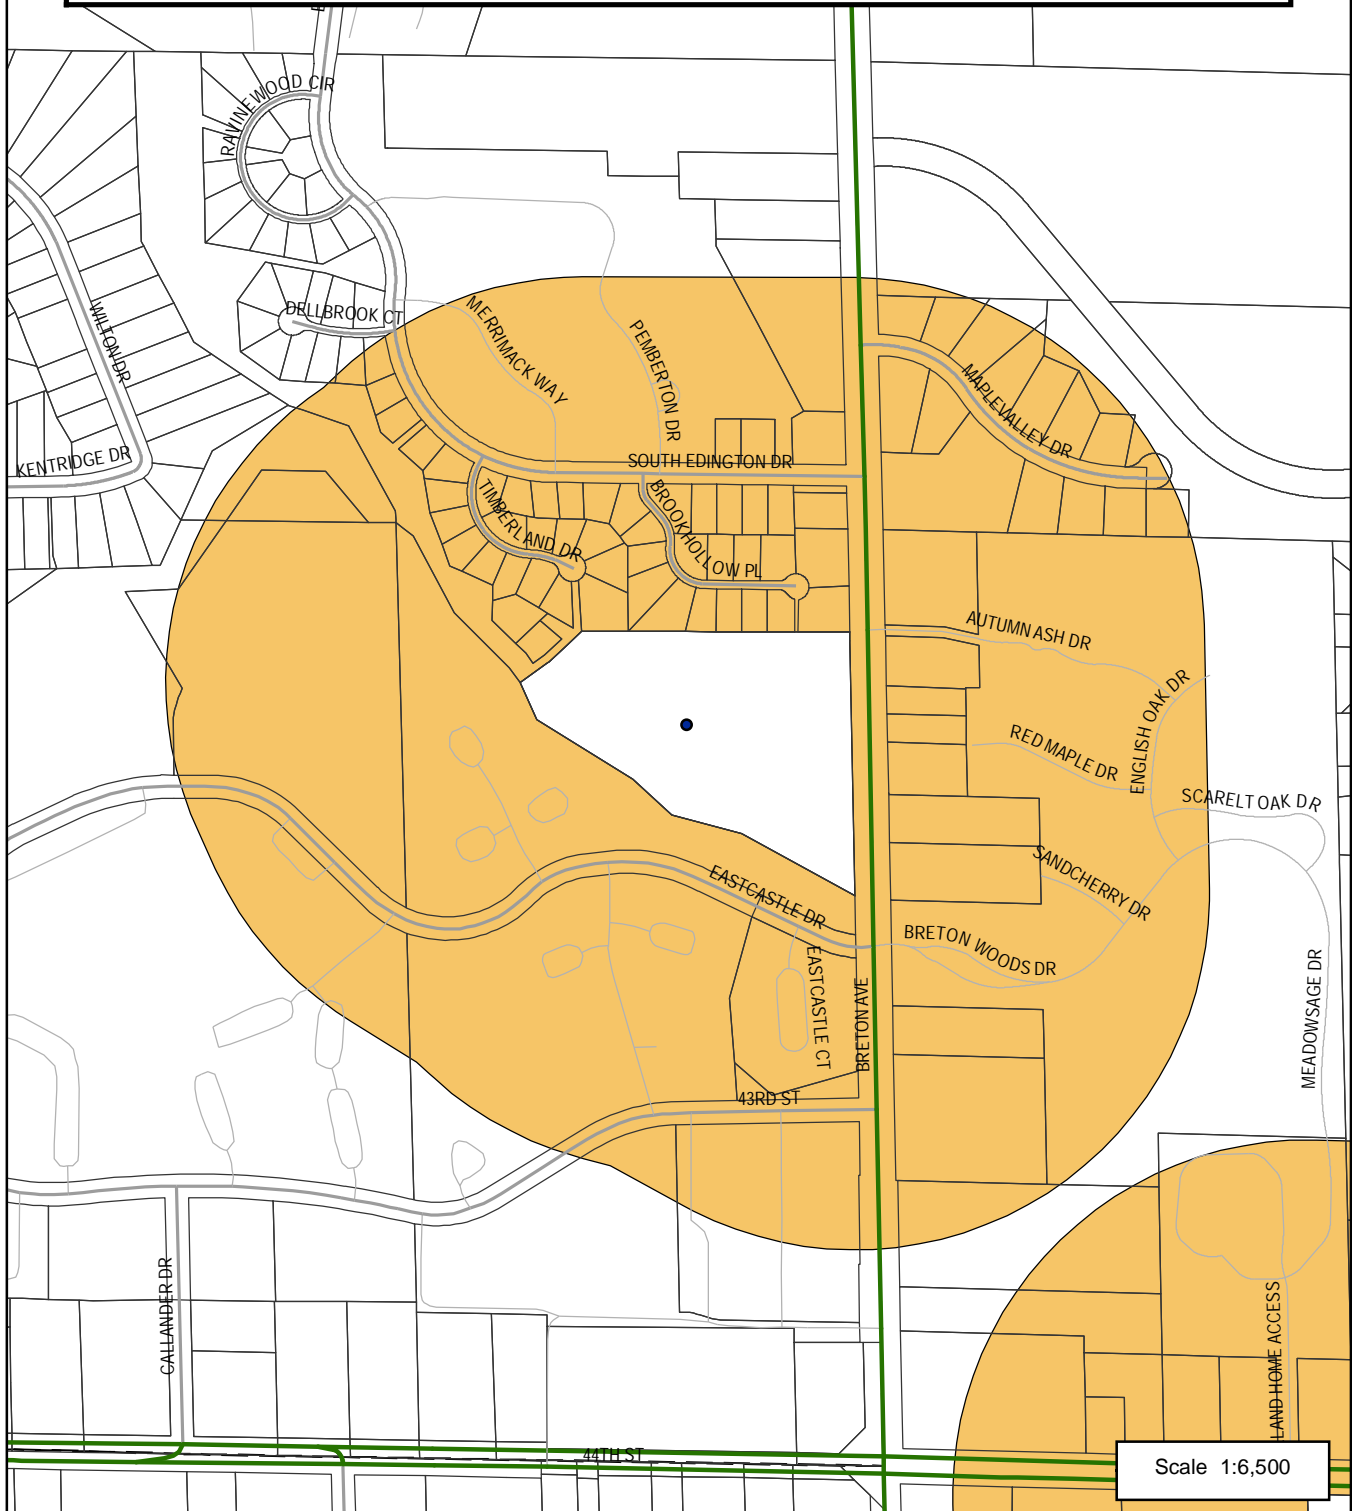 RAVINEWOOD CIR
DELLBROOK CT
MERRIMACK WAY
PEMBERTON DR
WILTON DR
MAPLEVALLEY DR
KENTRIDGE DR
SOUTH EDINGTON DR
TIMBERLAND DR
BROOKHOLLOW PL
AUTUMN ASH DR
ENGLISH OAK DR
RED MAPLE DR
SCARELT OAK DR
SANDCHERRY DR
EASTCASTLE DR
BRETON WOODS DR
EASTCASTLE CT
BRETON AVE
MEADOWSAGE DR
43RD ST
CALLANDER DR
LAND HOME ACCESS
44TH ST
Scale 1:6,500